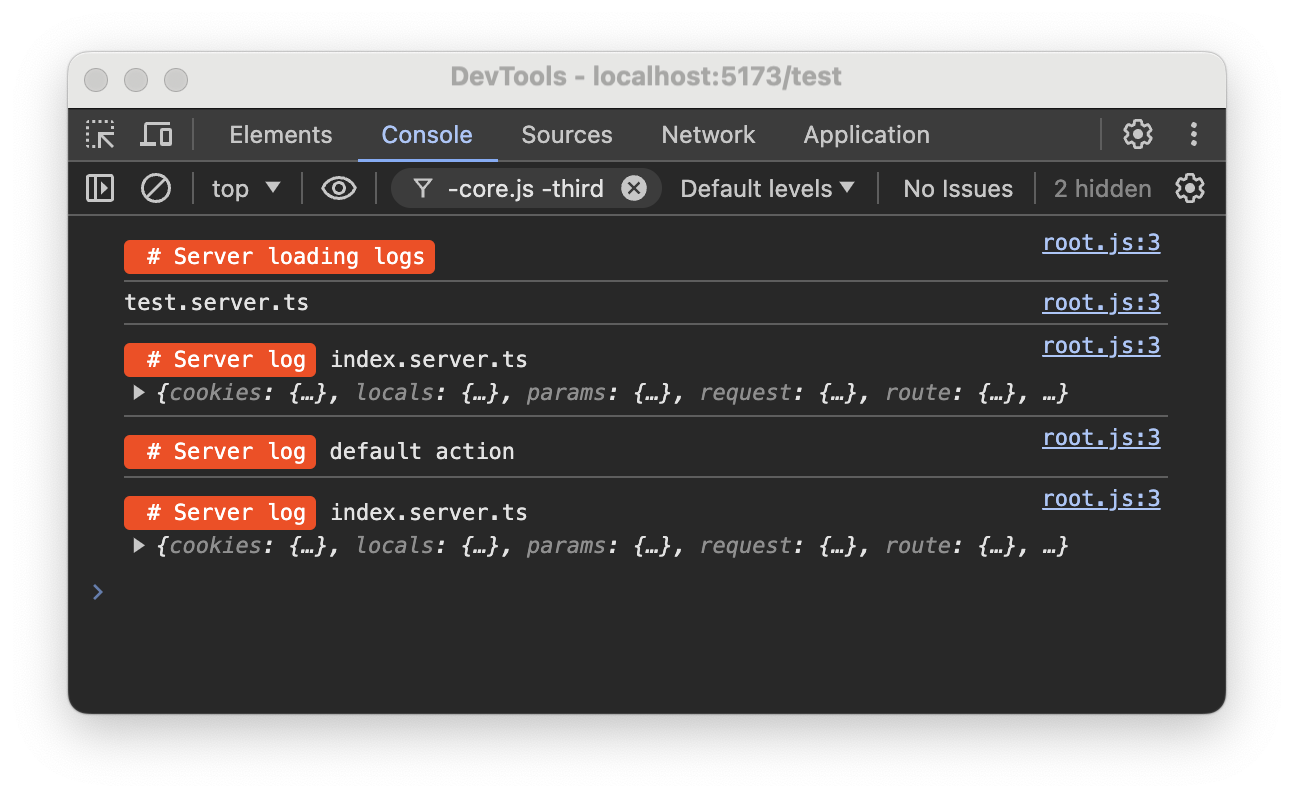 DevTools - localhost:5173/test
Elements Console Sources Network Application
top -core.js -third Default levels No Issues 2 hidden
# Server loading logs root.js:3
test.server.ts root.js:3
# Server log index.server.ts root.js:3
{cookies: {…}, locals: {…}, params: {…}, request: {…}, route: {…}, …}
# Server log default action root.js:3
# Server log index.server.ts root.js:3
{cookies: {…}, locals: {…}, params: {…}, request: {…}, route: {…}, …}